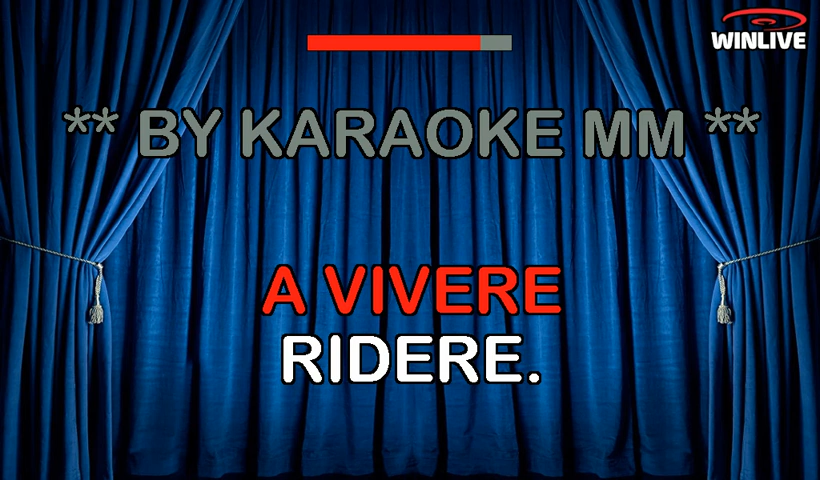 WINLIVE
** BY KARAOKE MM **
A VIVERE
RIDERE.